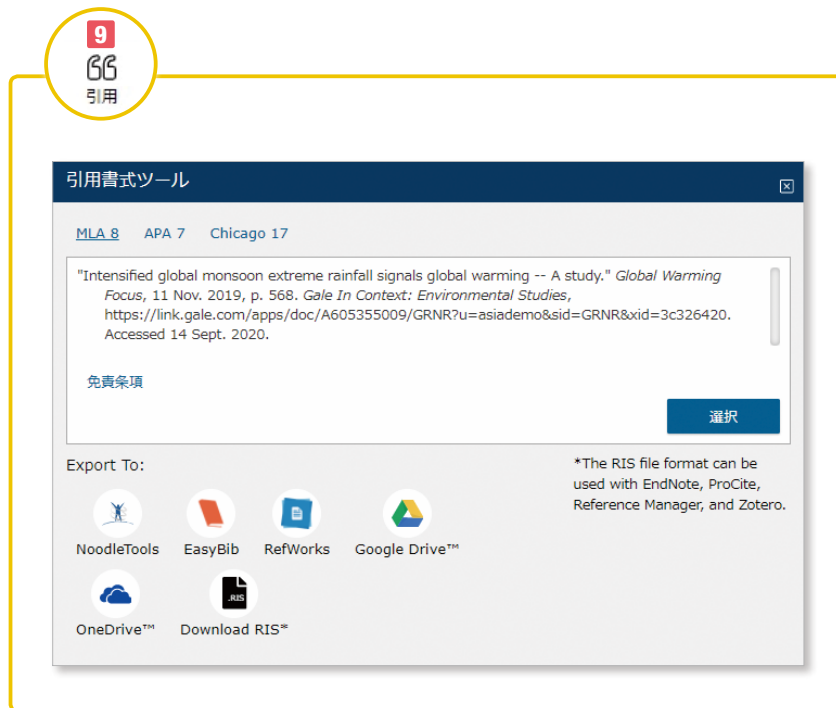 9
引用
引用書式ツール
MLA 8 APA 7 Chicago 17
"Intensified global monsoon extreme rainfall signals global warming -- A study." Global Warming
Focus, 11 Nov. 2019, p. 568. Gale In Context: Environmental Studies,
https://link.gale.com/apps/doc/A605355009/GRNR?u=asiademo&sid=GRNR&xid=3c326420.
Accessed 14 Sept. 2020.
免責条項
選択
Export To:
*The RIS file format can be
used with EndNote, ProCite,
Reference Manager, and Zotero.
NoodleTools EasyBib RefWorks Google Drive™
.RIS
OneDrive™ Download RIS*